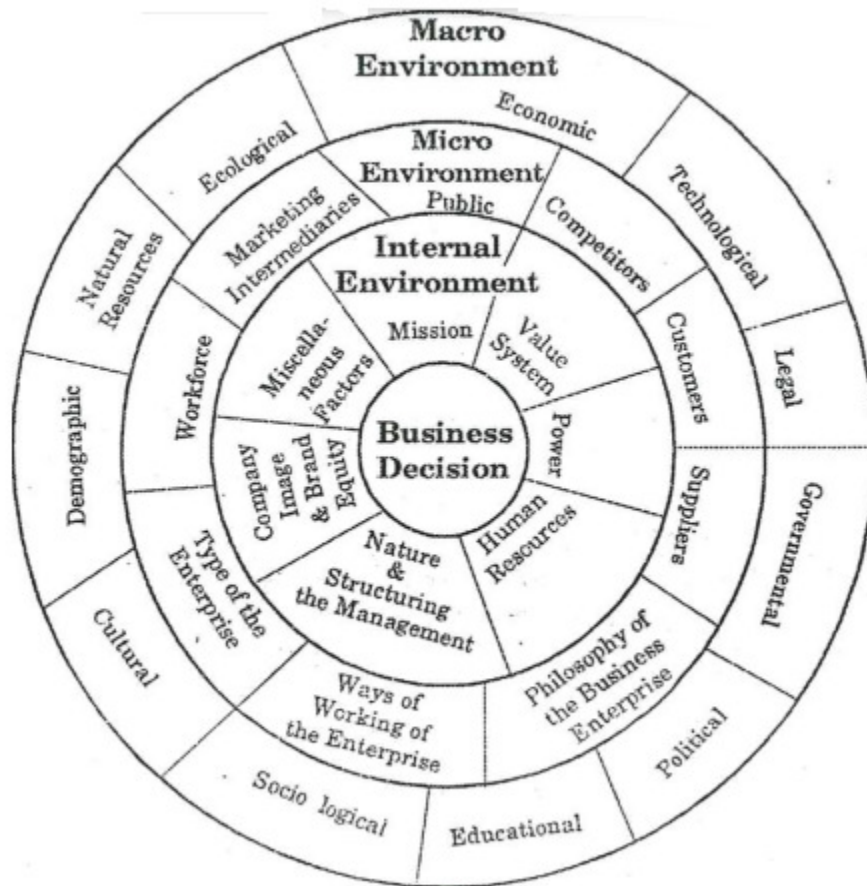 Macro
Environment
Economic
Technological
Legal
Governmental
Political
Educational
Socio logical
Cultural
Demographic
Natural
Resources
Ecological
Micro
Environment
Public
Competitors
Customers
Suppliers
Philosophy of
the Business
Enterprise
Ways of
Working of
the Enterprise
Type of the
Enterprise
Workforce
Marketing
Intermediaries
Internal
Environment
Mission
Value
System
Power
Human
Resources
Nature
&
Structuring
the Management
Company
Image
& Brand
Equity
Miscella-
neous
Factors
Business
Decision